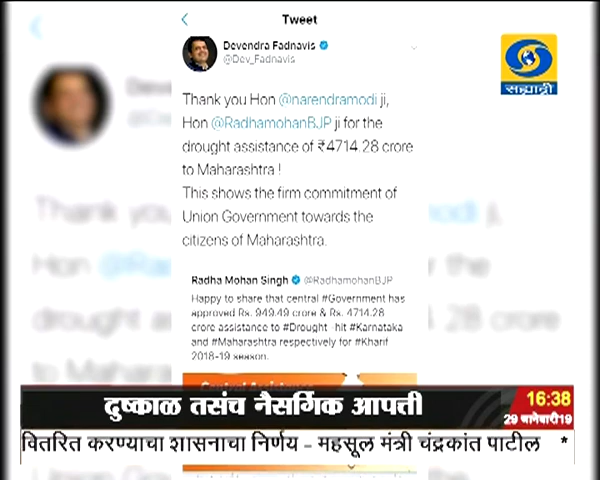 Tweet
Devendra Fadnavis
@Dev_Fadnavis
Thank you Hon @narendramodi ji,
Hon @RadhamohanBJP ji for the
drought assistance of ₹4714.28 crore
to Maharashtra !
This shows the firm commitment of
Union Government towards the
citizens of Maharashtra.
Radha Mohan Singh @RadhamohanBJP
Happy to share that central #Government has
approved Rs. 949.49 crore & Rs. 4714.28
crore assistance to #Drought -hit #Karnataka
and #Maharashtra respectively for #Kharif
2018-19 season.
Central Assistance
सह्याद्री
दुष्काळ तसंच नैसर्गिक आपत्ती
16:38
29 जानेवारी19
वितरित करण्याचा शासनाचा निर्णय - महसूल मंत्री चंद्रकांत पाटील *